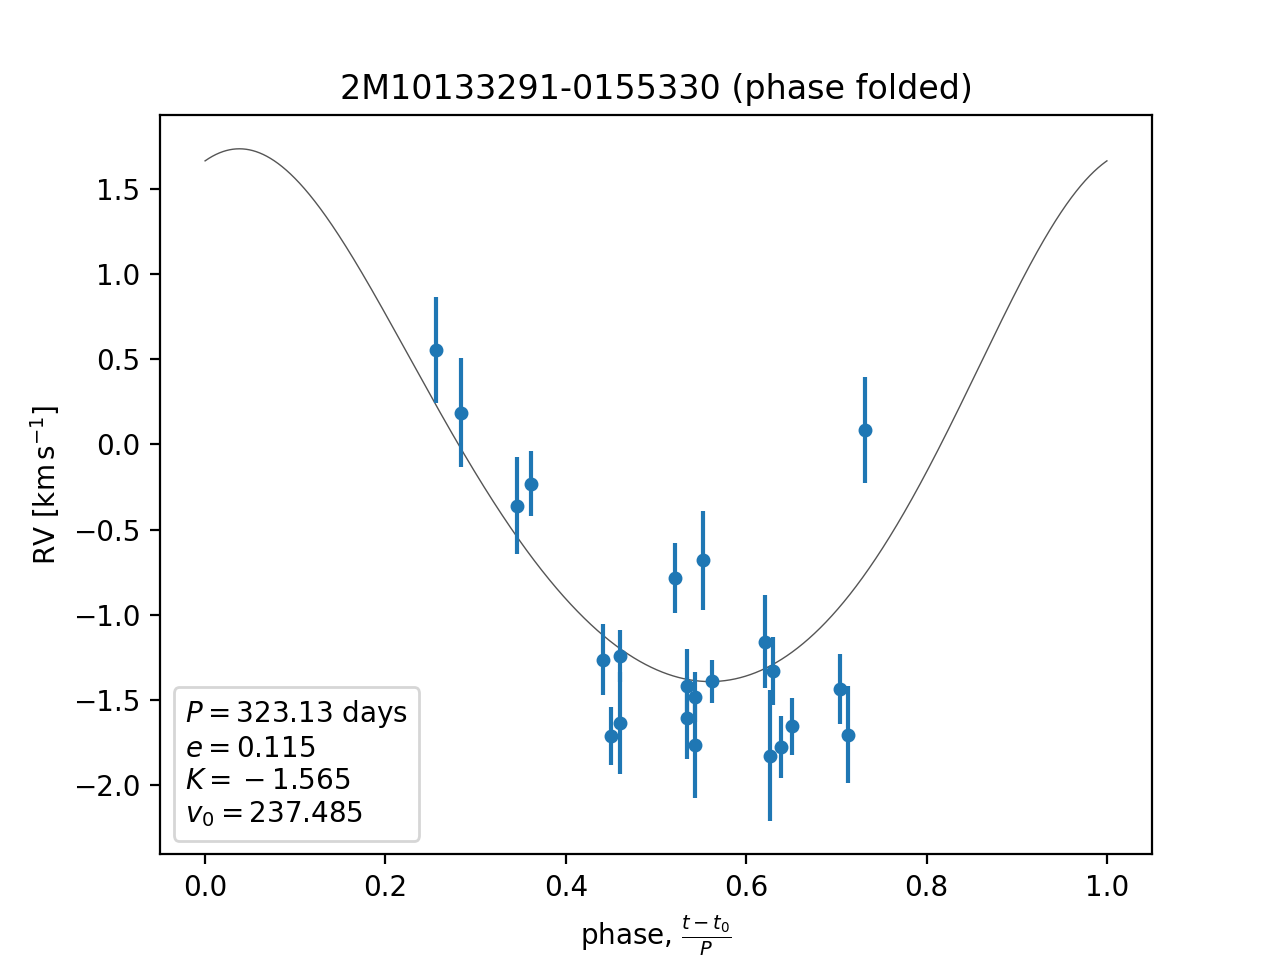 2M10133291-0155330 (phase folded)
RV [km s⁻¹]
1.5
1.0
0.5
0.0
−0.5
−1.0
−1.5
−2.0
P = 323.13 days
e = 0.115
K = −1.565
v₀ = 237.485
0.0 0.2 0.4 0.6 0.8 1.0
phase, (t − t₀)/P